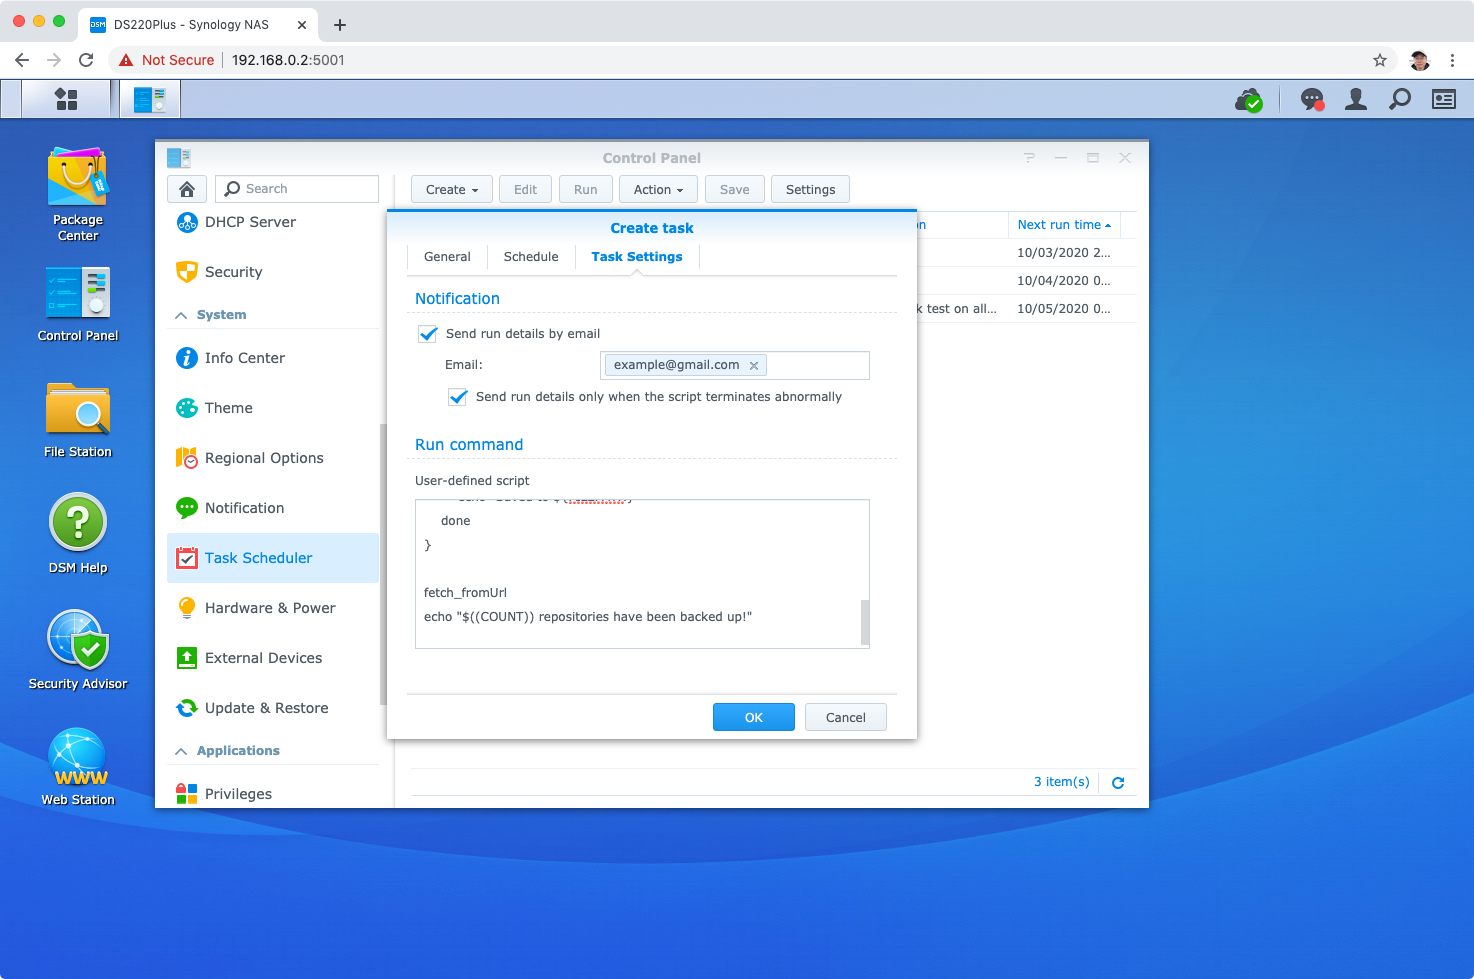 DSM DS220Plus - Synology NAS
Not Secure 192.168.0.2:5001
Package
Center
Control Panel
File Station
DSM Help
Security Advisor
WWW
Web Station
Control Panel
Search
DHCP Server
Security
System
Info Center
Theme
Regional Options
Notification
Task Scheduler
Hardware & Power
External Devices
Update & Restore
Applications
Privileges
Create Edit Run Action Save Settings
Next run time
10/03/2020 2...
10/04/2020 0...
k test on all... 10/05/2020 0...
3 item(s)
Create task
General Schedule Task Settings
Notification
Send run details by email
Email: example@gmail.com
Send run details only when the script terminates abnormally
Run command
User-defined script
done
}
fetch_fromUrl
echo "$((COUNT)) repositories have been backed up!"
OK Cancel